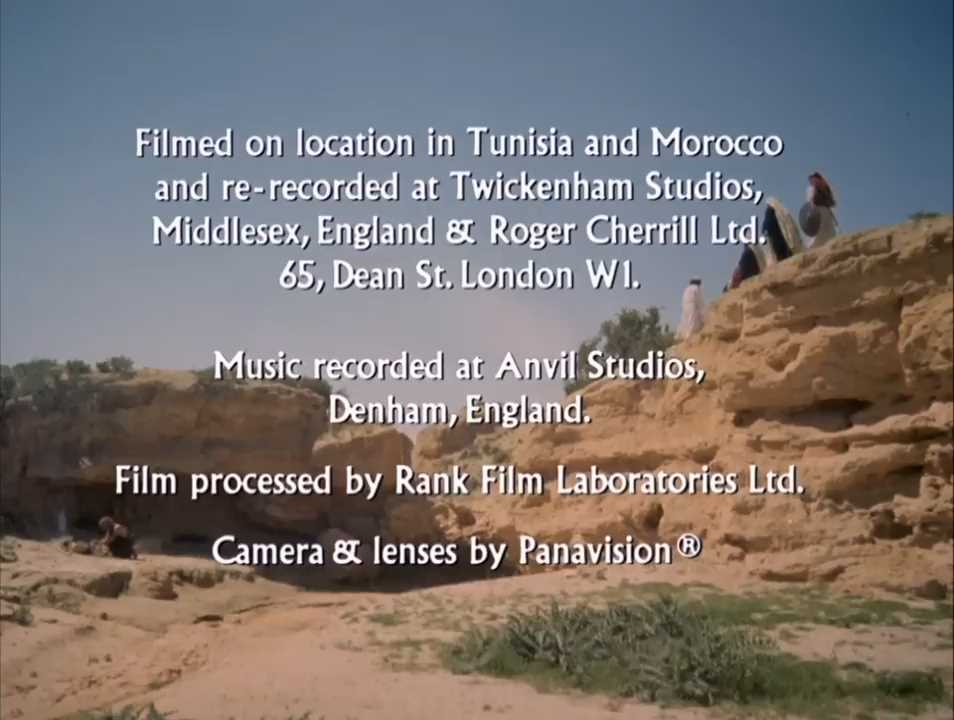 Filmed on location in Tunisia and Morocco
and re-recorded at Twickenham Studios,
Middlesex, England & Roger Cherrill Ltd.
65, Dean St. London W1.
Music recorded at Anvil Studios,
Denham, England.
Film processed by Rank Film Laboratories Ltd.
Camera & lenses by Panavision®